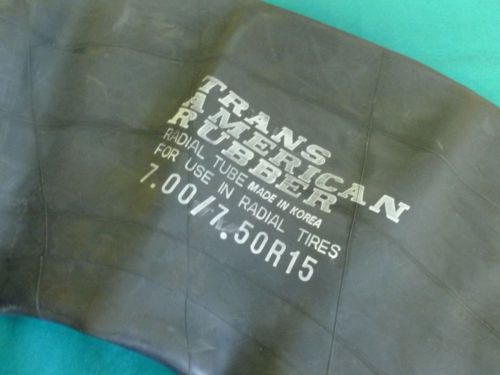 TRANS
AMERICAN
RUBBER
RADIAL TUBE MADE IN KOREA
FOR USE IN RADIAL TIRES
7.00/7.50R15